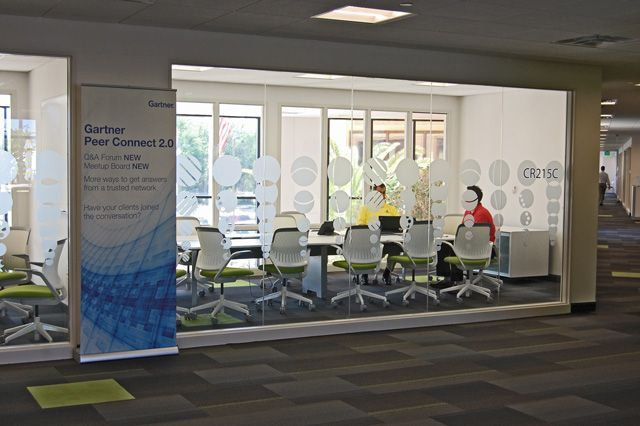 Gartner
Gartner
Peer Connect 2.0
Q&A Forum NEW
Meetup Board NEW
More ways to get answers
from a trusted network
Have your clients joined
the conversation?
CR215C